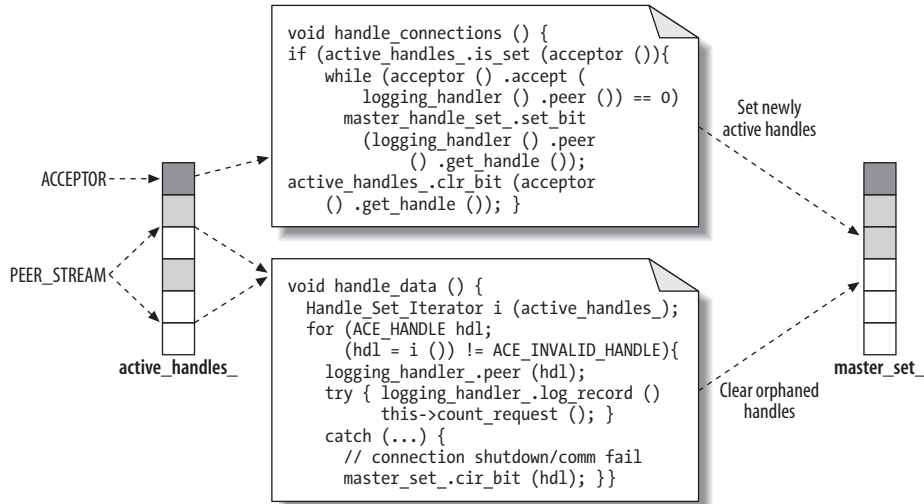 void handle_connections () {
if (active_handles_.is_set (acceptor ()){
while (acceptor () .accept (
logging_handler () .peer ()) == 0)
master_handle_set_.set_bit
(logging_handler () .peer
() .get_handle ());
active_handles_.clr_bit (acceptor
() .get_handle ()); }
Set newly
active handles
ACCEPTOR
PEER_STREAM
active_handles_
void handle_data () {
Handle_Set_Iterator i (active_handles_);
for (ACE_HANDLE hdl;
(hdl = i ()) != ACE_INVALID_HANDLE){
logging_handler_.peer (hdl);
try { logging_handler_.log_record ()
this->count_request (); }
catch (...) {
// connection shutdown/comm fail
master_set_.cir_bit (hdl); }}
master_set_
Clear orphaned
handles